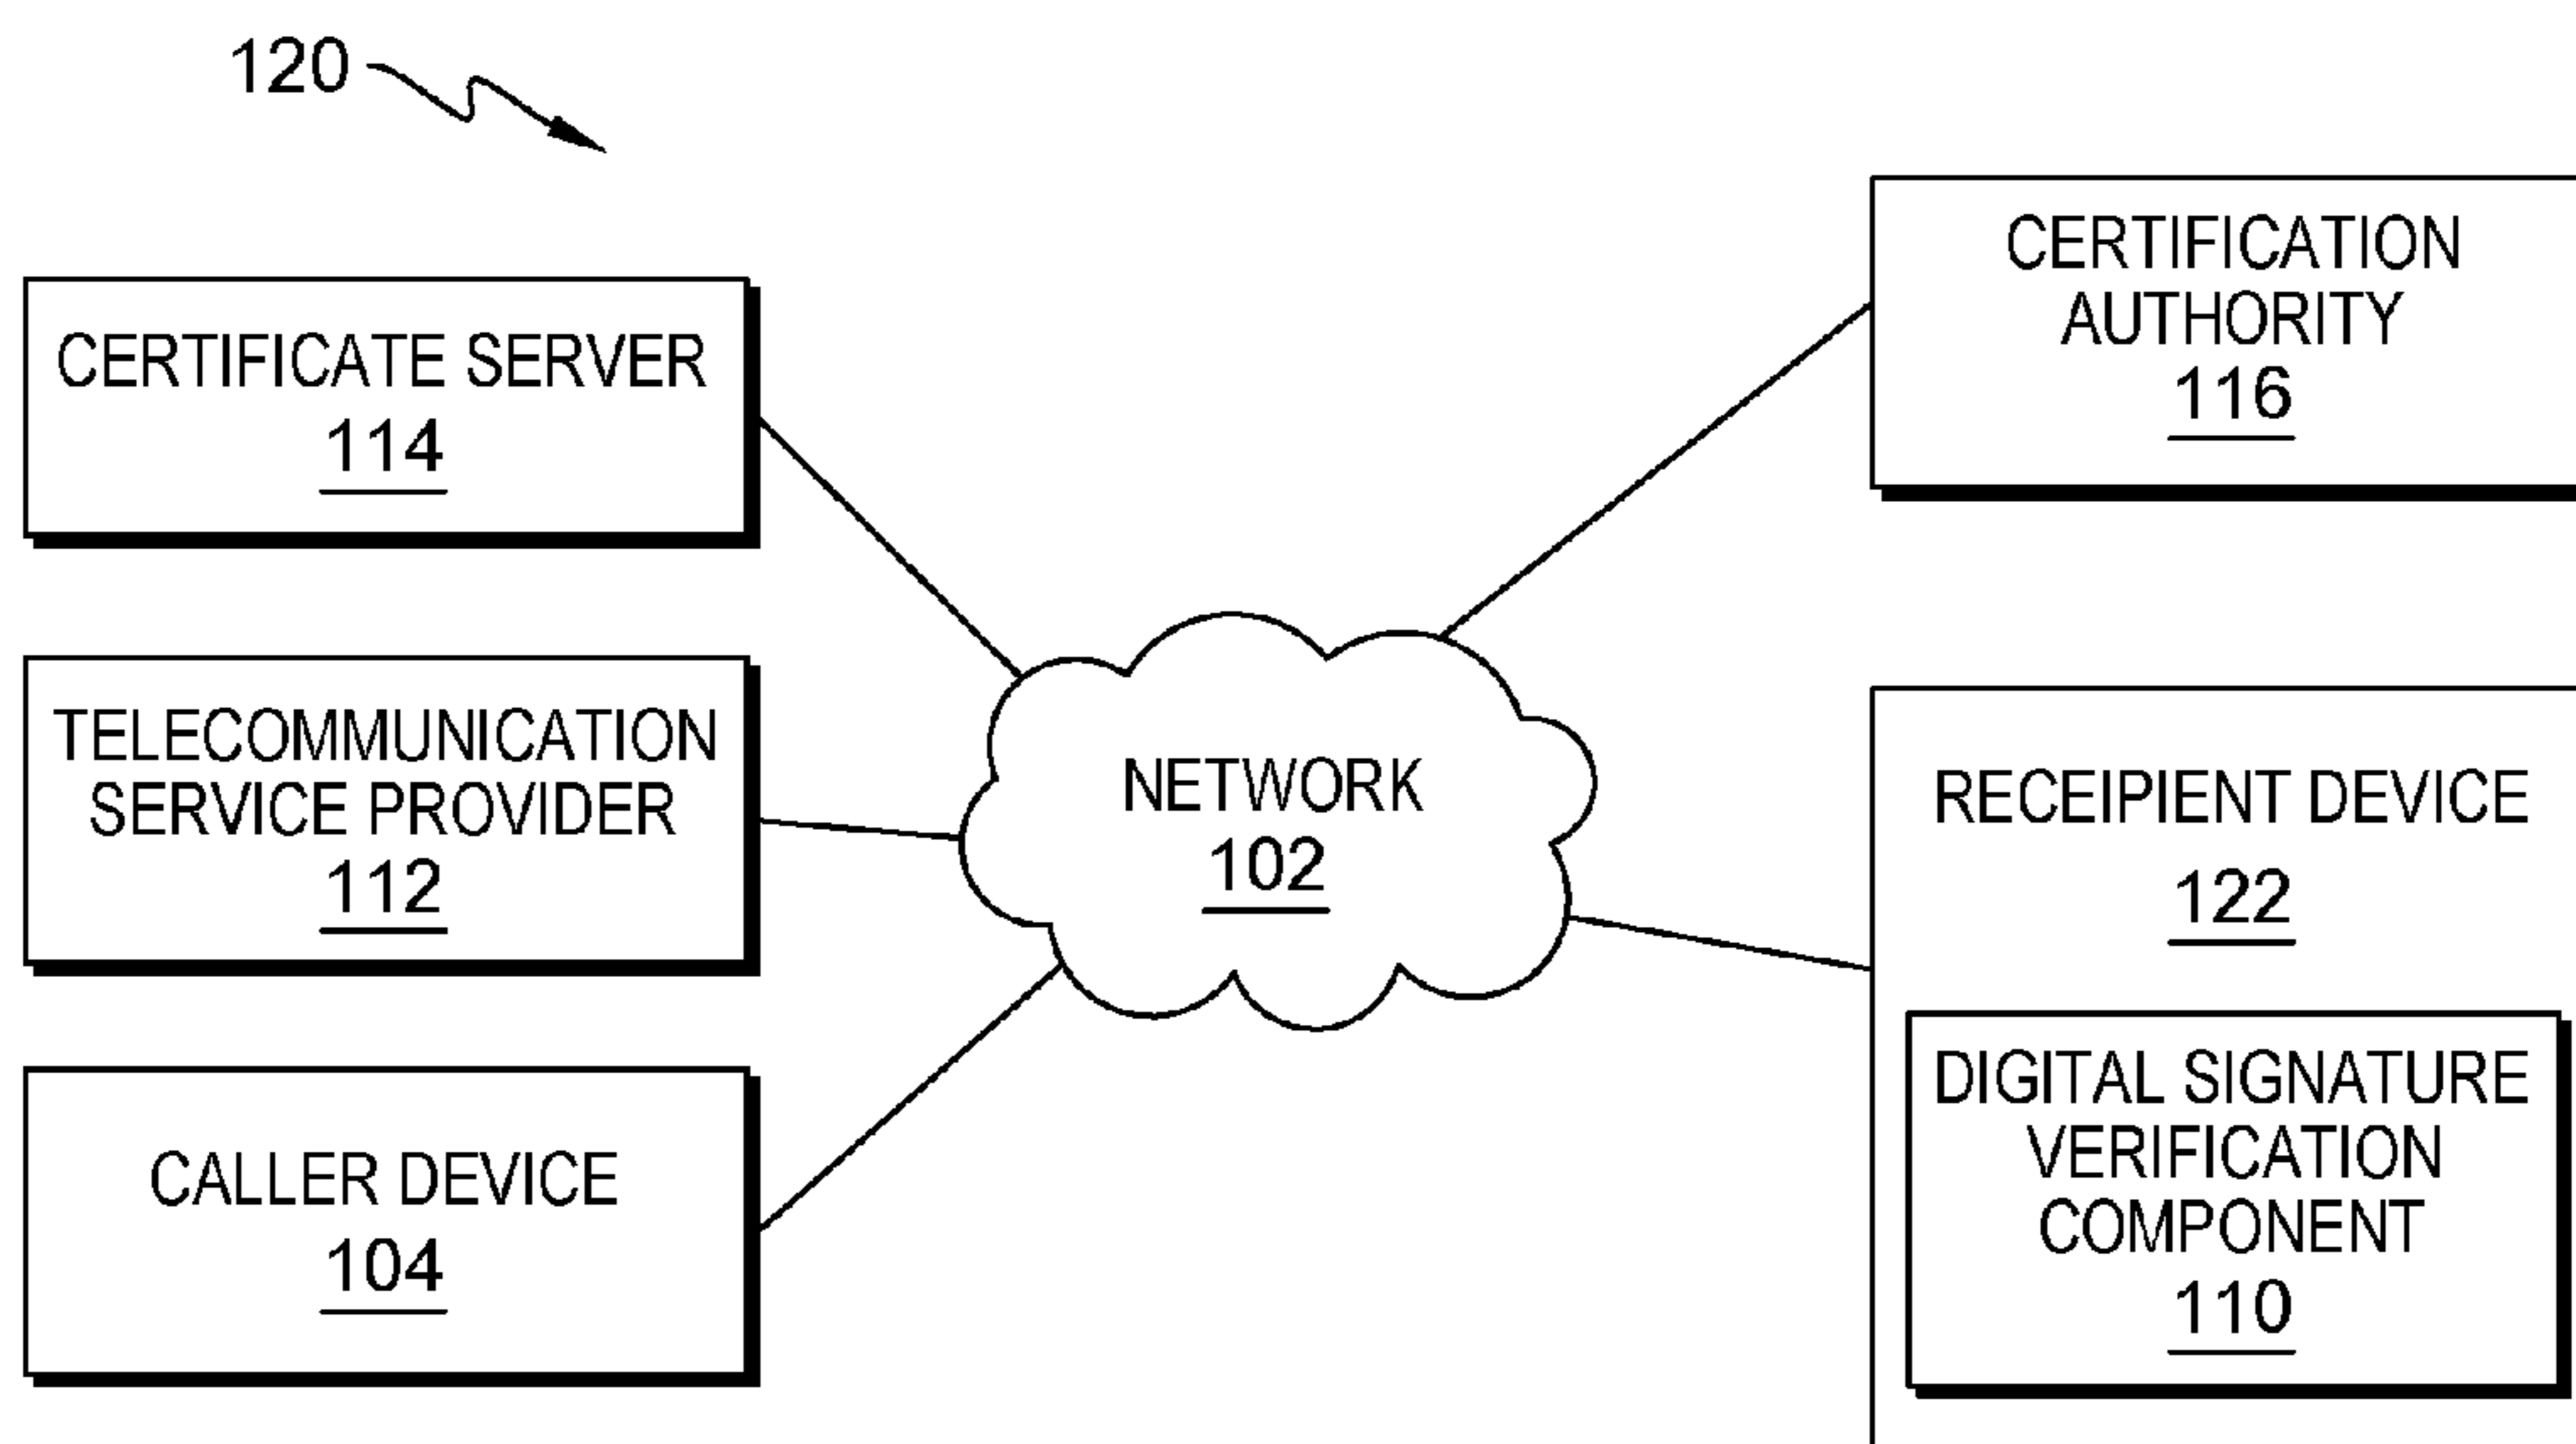 120
CERTIFICATE SERVER
114
TELECOMMUNICATION
SERVICE PROVIDER
112
CALLER DEVICE
104
NETWORK
102
CERTIFICATION
AUTHORITY
116
RECEIPIENT DEVICE
122
DIGITAL SIGNATURE
VERIFICATION
COMPONENT
110